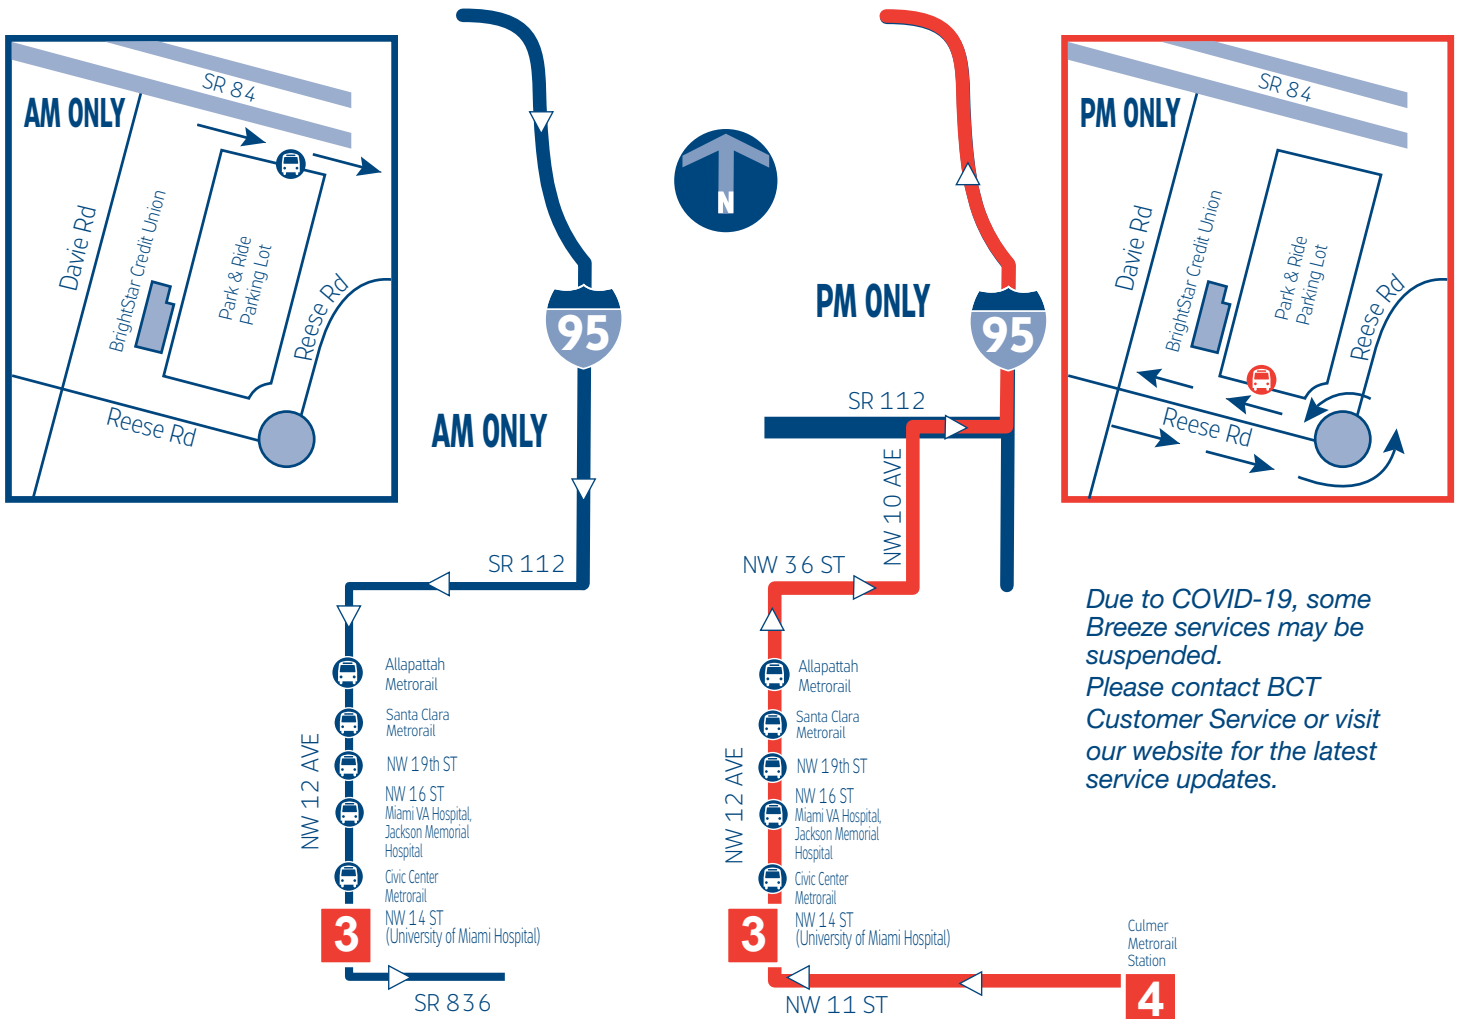 AM ONLY
SR 84
Davie Rd
BrightStar Credit Union
Park & Ride
Parking Lot
Reese Rd
Reese Rd
95
AM ONLY
SR 112
Allapattah
Metrorail
Santa Clara
Metrorail
NW 19th ST
NW 16 ST
Miami VA Hospital,
Jackson Memorial
Hospital
Civic Center
Metrorail
NW 12 AVE
3
NW 14 ST
(University of Miami Hospital)
SR 836
N
PM ONLY
95
SR 112
NW 10 AVE
NW 36 ST
Allapattah
Metrorail
Santa Clara
Metrorail
NW 19th ST
NW 16 ST
Miami VA Hospital,
Jackson Memorial
Hospital
Civic Center
Metrorail
NW 12 AVE
3
NW 14 ST
(University of Miami Hospital)
NW 11 ST
Culmer
Metrorail
Station
4
PM ONLY
SR 84
Davie Rd
BrightStar Credit Union
Park & Ride
Parking Lot
Reese Rd
Reese Rd
Due to COVID-19, some
Breeze services may be
suspended.
Please contact BCT
Customer Service or visit
our website for the latest
service updates.